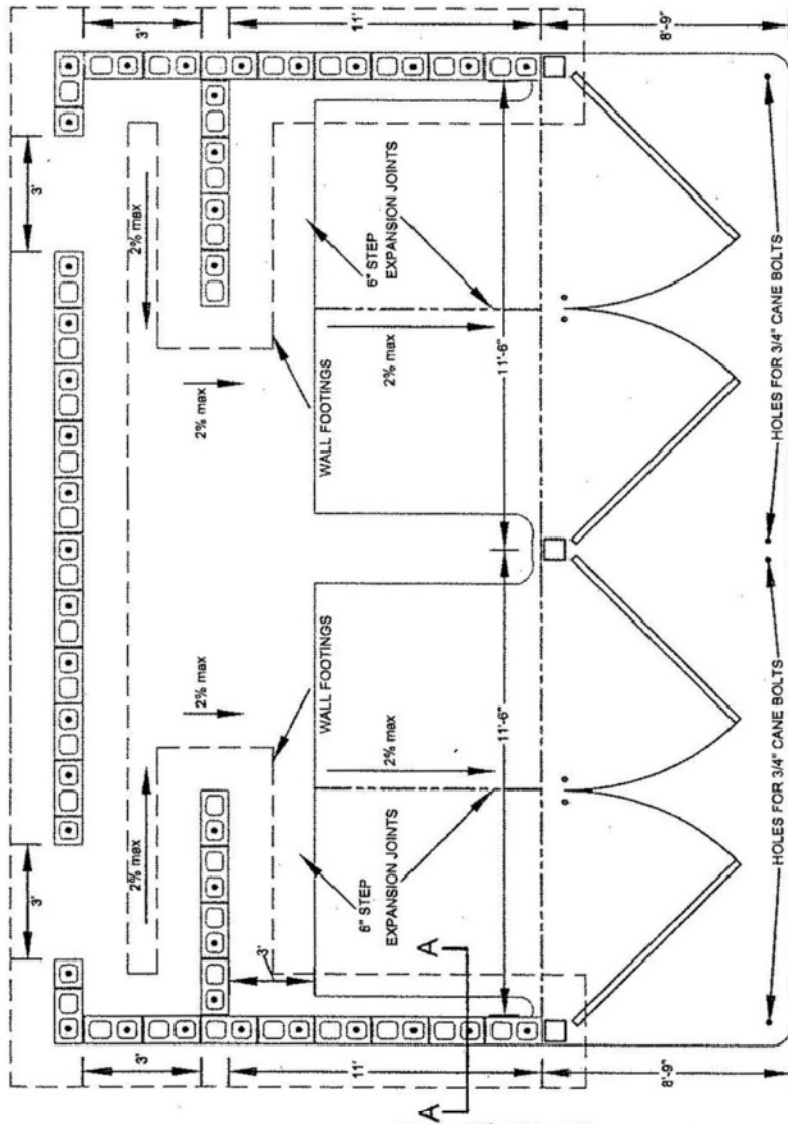 3'
11'
8'-9"
3'
2% max
6" STEP
EXPANSION JOINTS
2% max
2% max
WALL FOOTINGS
11'-6"
HOLES FOR 3/4" CANE BOLTS
2% max
WALL FOOTINGS
2% max
11'-6"
2% max
6" STEP
EXPANSION JOINTS
HOLES FOR 3/4" CANE BOLTS
3'
3'
A
A
3'
11'
8'-9"